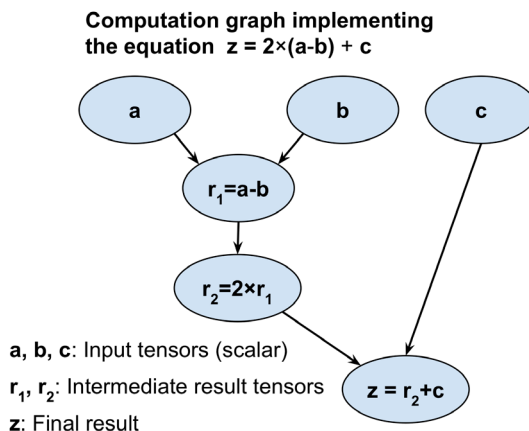 Computation graph implementing
the equation z = 2×(a-b) + c
a
b
c
r₁=a-b
r₂=2×r₁
a, b, c: Input tensors (scalar)
r₁, r₂: Intermediate result tensors
z = r₂+c
z: Final result